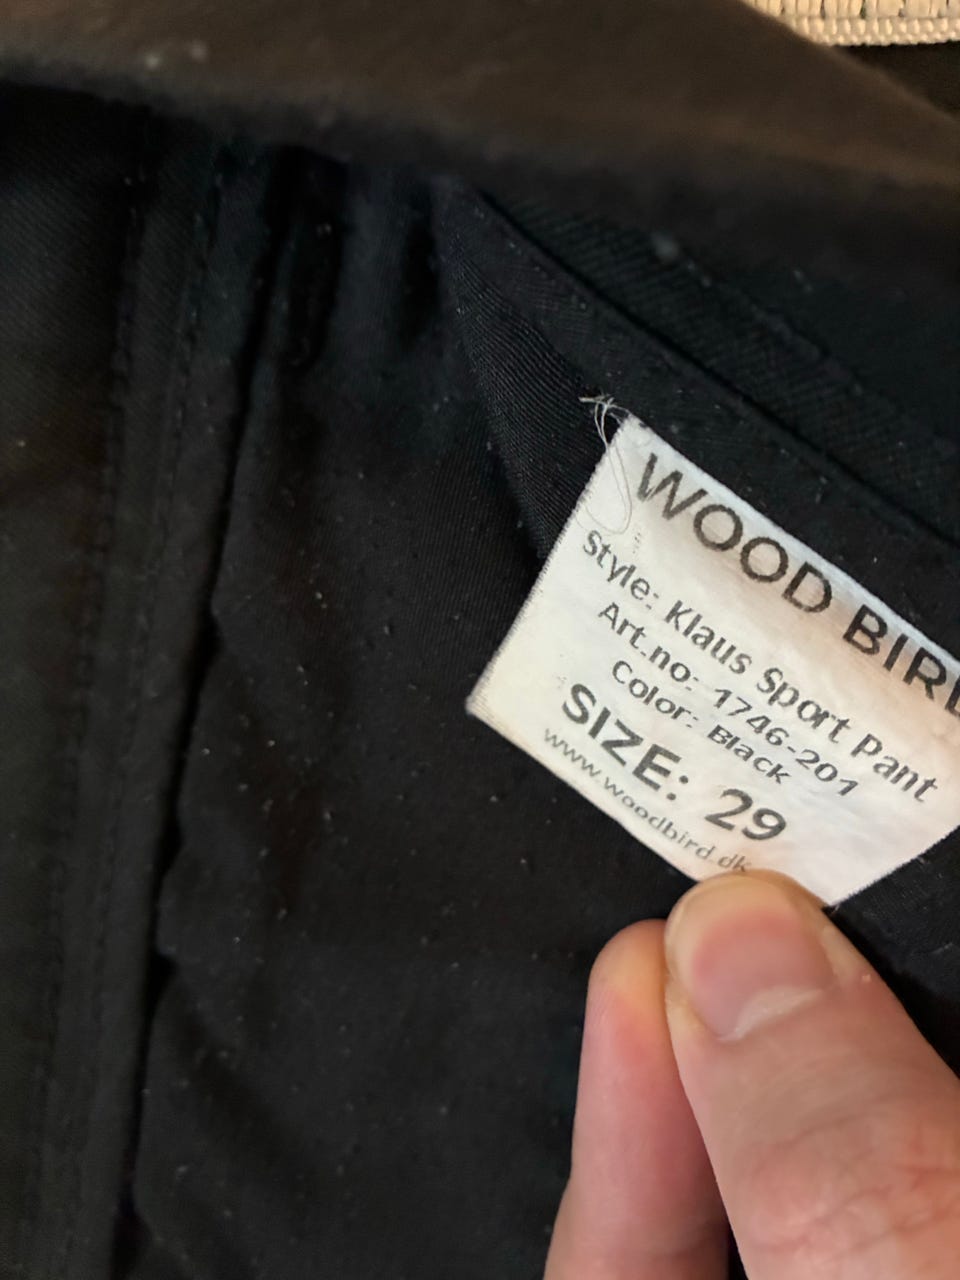 WOOD BIRD
Style: Klaus Sport Pant
Art.no: 1746-201
Color: Black
SIZE: 29
www.woodbird.dk